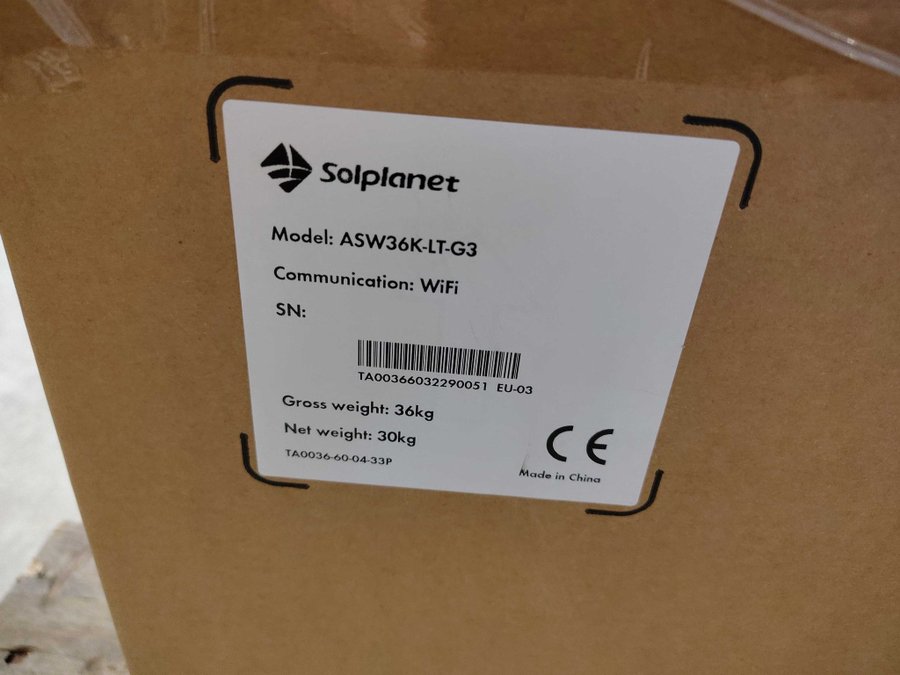 Solplanet
Model: ASW36K-LT-G3
Communication: WiFi
SN:
TA00366032290051 EU-03
Gross weight: 36kg
Net weight: 30kg
TA0036-60-04-33P
CE
Made in China